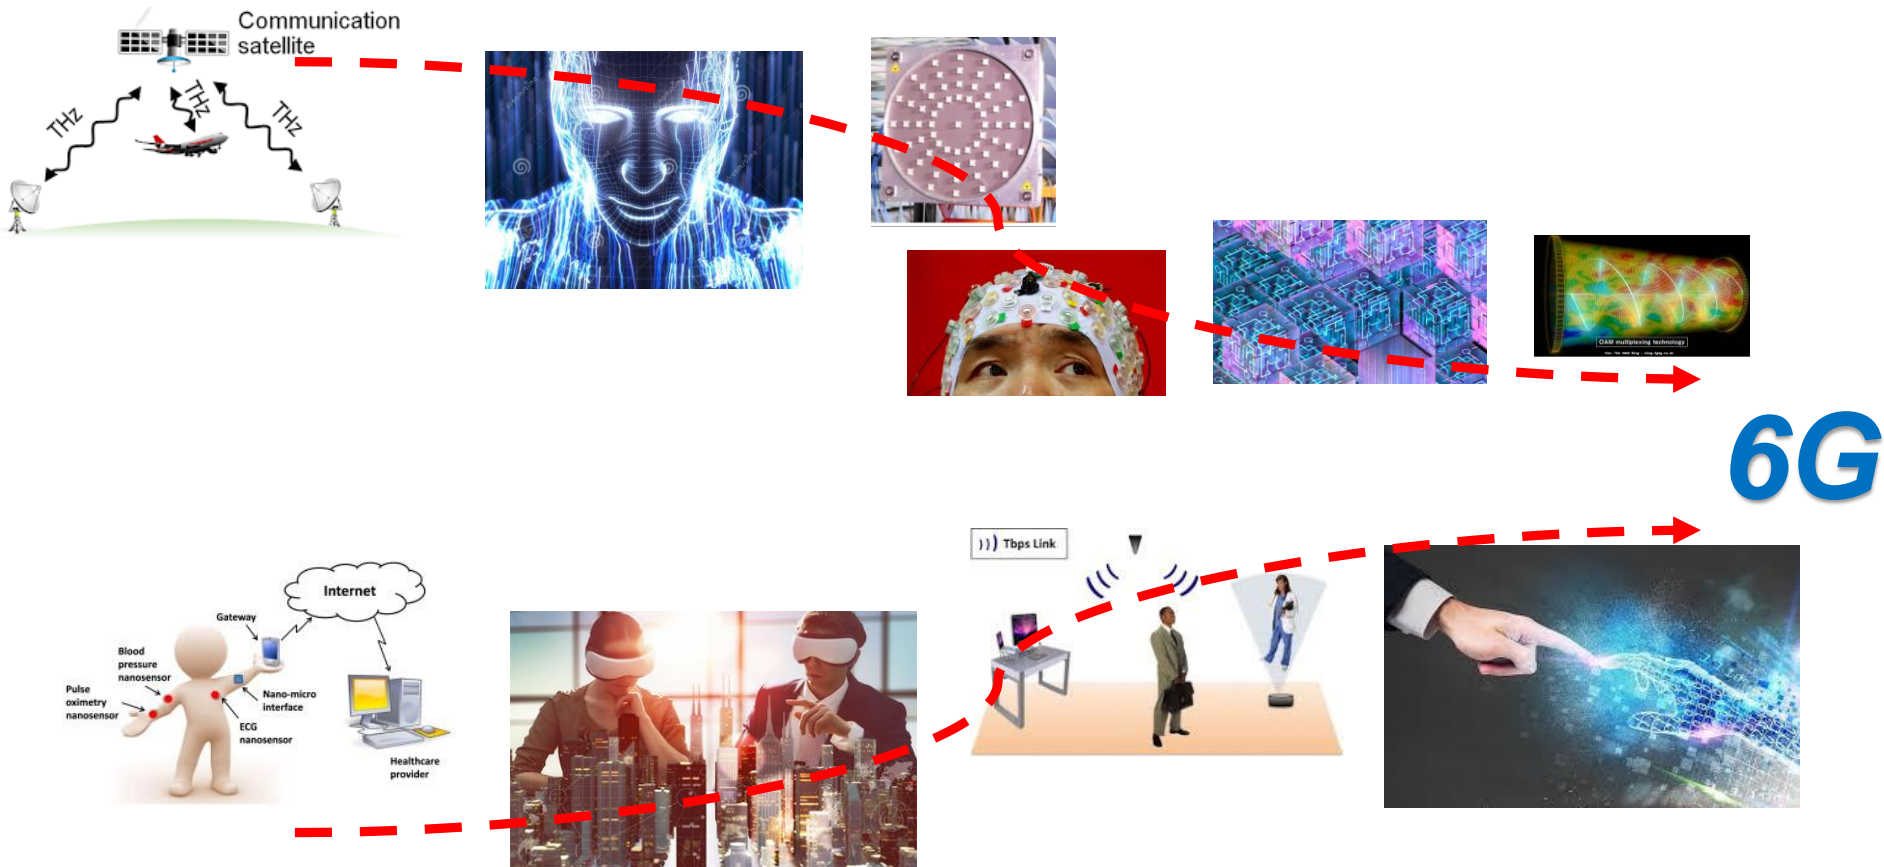 Communication
satellite
THz
THz
THz
OAM multiplexing technology
6G
Internet
Gateway
Blood
pressure
nanosensor
Pulse
oximetry
nanosensor
Nano-micro
interface
ECG
nanosensor
Healthcare
provider
Tbps Link